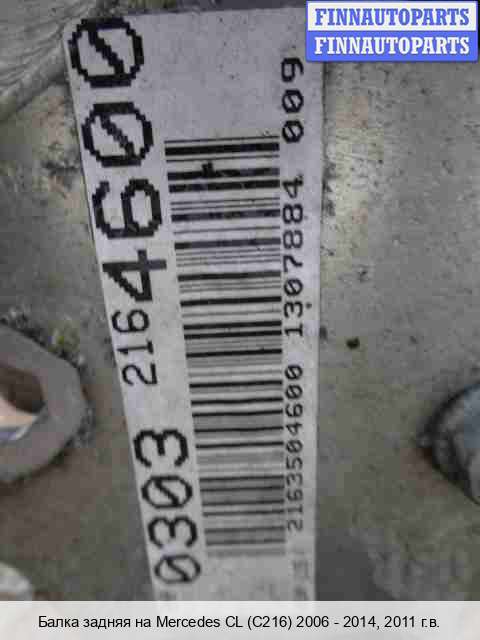 FINNAUTOPARTS
FINNAUTOPARTS
0303 2164600
2163504600 1307884 009
Балка задняя на Mercedes CL (C216) 2006 - 2014, 2011 г.в.